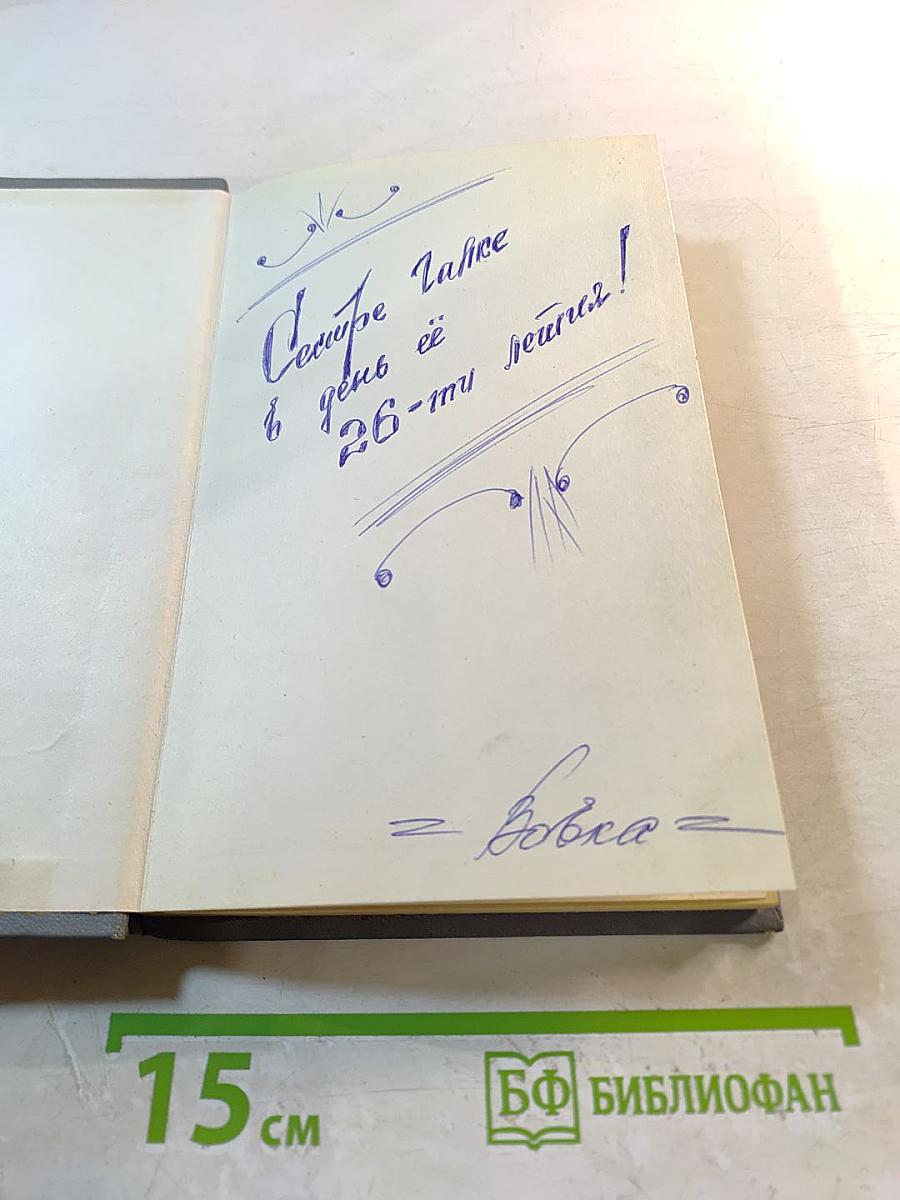 Сестре Галке
в день её
26-ти летия!
= Вовка =
15 см
БФ БИБЛИОФАН